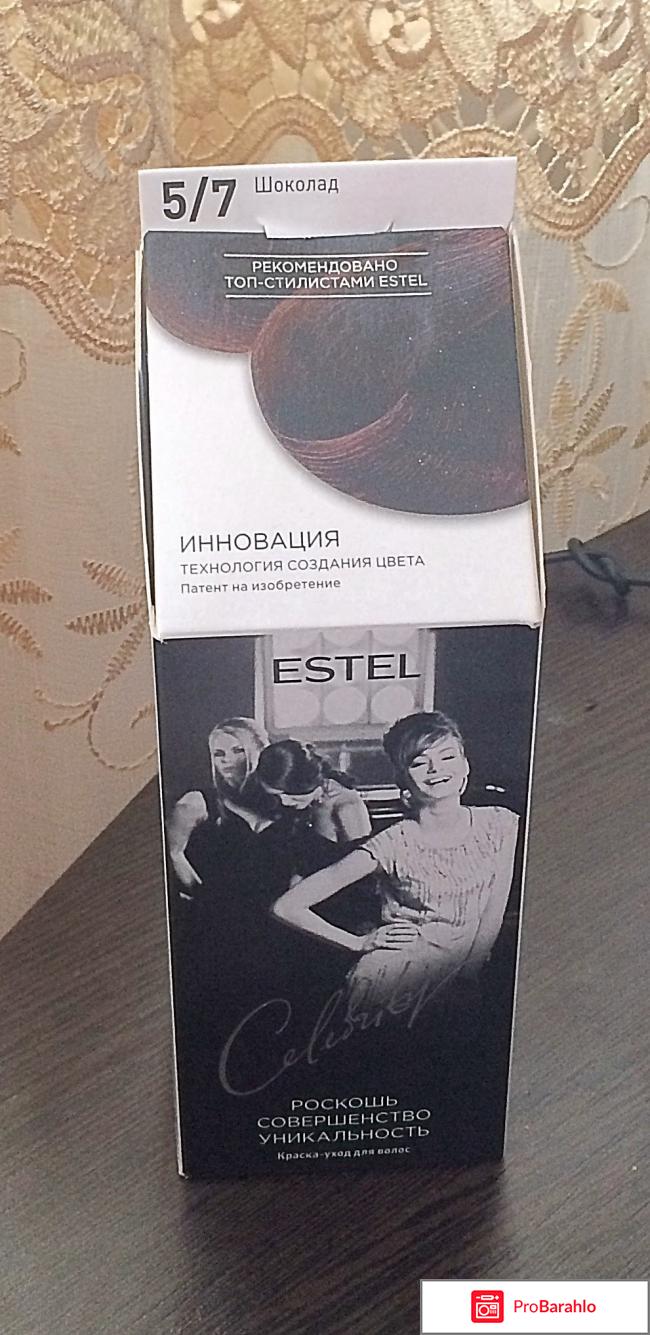 5/7 Шоколад
РЕКОМЕНДОВАНО
ТОП-СТИЛИСТАМИ ESTEL
ИННОВАЦИЯ
ТЕХНОЛОГИЯ СОЗДАНИЯ ЦВЕТА
Патент на изобретение
ESTEL
Celebrity
РОСКОШЬ
СОВЕРШЕНСТВО
УНИКАЛЬНОСТЬ
Краска-уход для волос
ProBarahlo